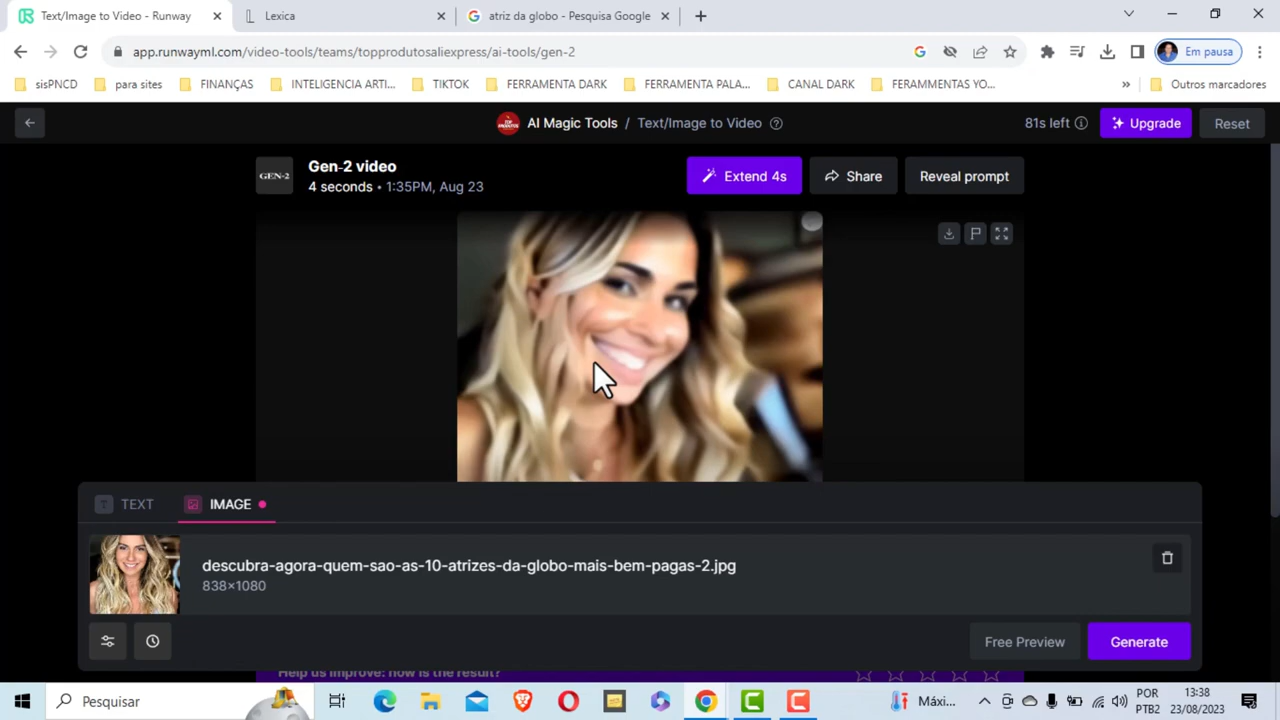 Text/Image to Video - Runway
Lexica
atriz da globo - Pesquisa Google
app.runwayml.com/video-tools/teams/topprodutosaliexpress/ai-tools/gen-2
Em pausa
sisPNCD
para sites
FINANÇAS
INTELIGENCIA ARTI...
TIKTOK
FERRAMENTA DARK
FERRAMENTA PALA...
CANAL DARK
FERAMMENTAS YO...
»
Outros marcadores
AI Magic Tools / Text/Image to Video
81s left
Upgrade
Reset
GEN-2
Gen-2 video
4 seconds • 1:35PM, Aug 23
Extend 4s
Share
Reveal prompt
T TEXT
IMAGE
descubra-agora-quem-sao-as-10-atrizes-da-globo-mais-bem-pagas-2.jpg
838×1080
Free Preview
Generate
Help us improve: how is the result?
Pesquisar
Máxi...
POR
PTB2
13:38
23/08/2023